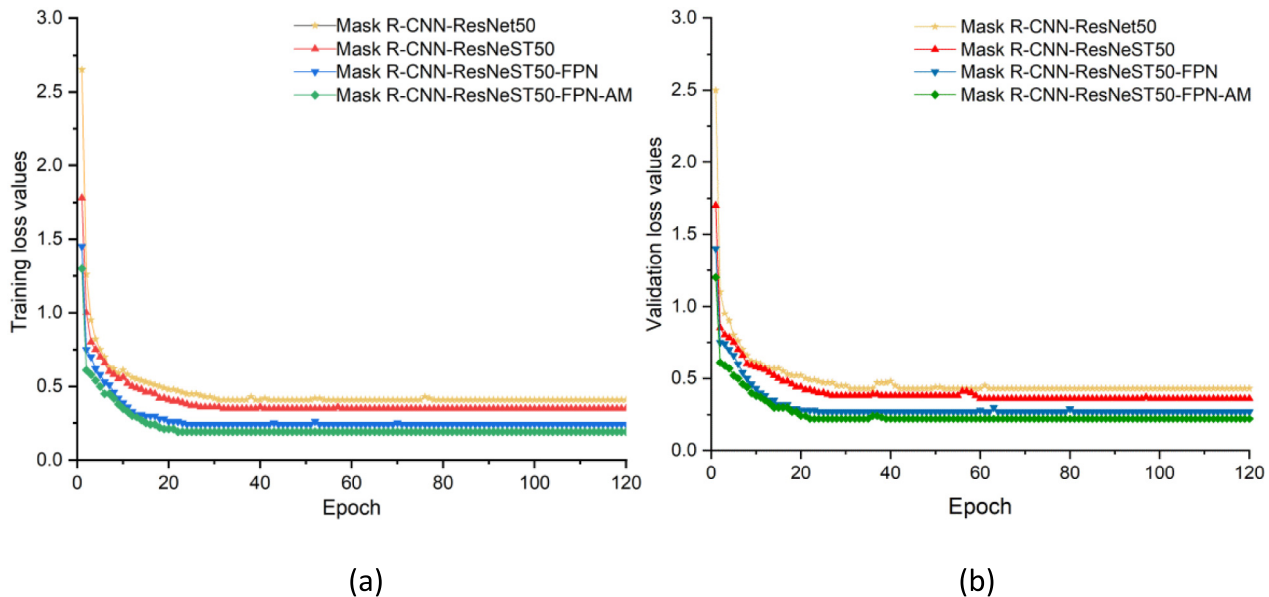 3.0
2.5
2.0
1.5
1.0
0.5
0.0
Training loss values
Mask R-CNN-ResNet50
Mask R-CNN-ResNeST50
Mask R-CNN-ResNeST50-FPN
Mask R-CNN-ResNeST50-FPN-AM
0 20 40 60 80 100 120
Epoch
(a)
3.0
2.5
2.0
1.5
1.0
0.5
0.0
Validation loss values
Mask R-CNN-ResNet50
Mask R-CNN-ResNeST50
Mask R-CNN-ResNeST50-FPN
Mask R-CNN-ResNeST50-FPN-AM
0 20 40 60 80 100 120
Epoch
(b)